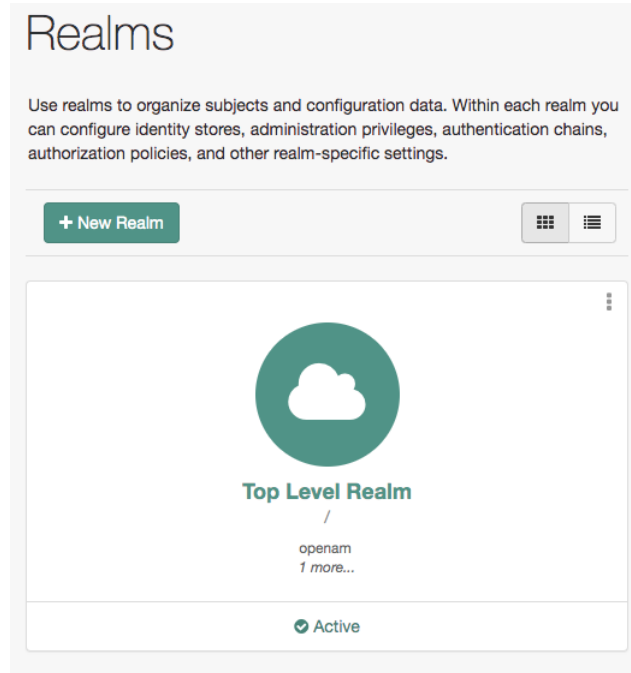 Realms
Use realms to organize subjects and configuration data. Within each realm you
can configure identity stores, administration privileges, authentication chains,
authorization policies, and other realm-specific settings.
+ New Realm
Top Level Realm
/
openam
1 more...
Active